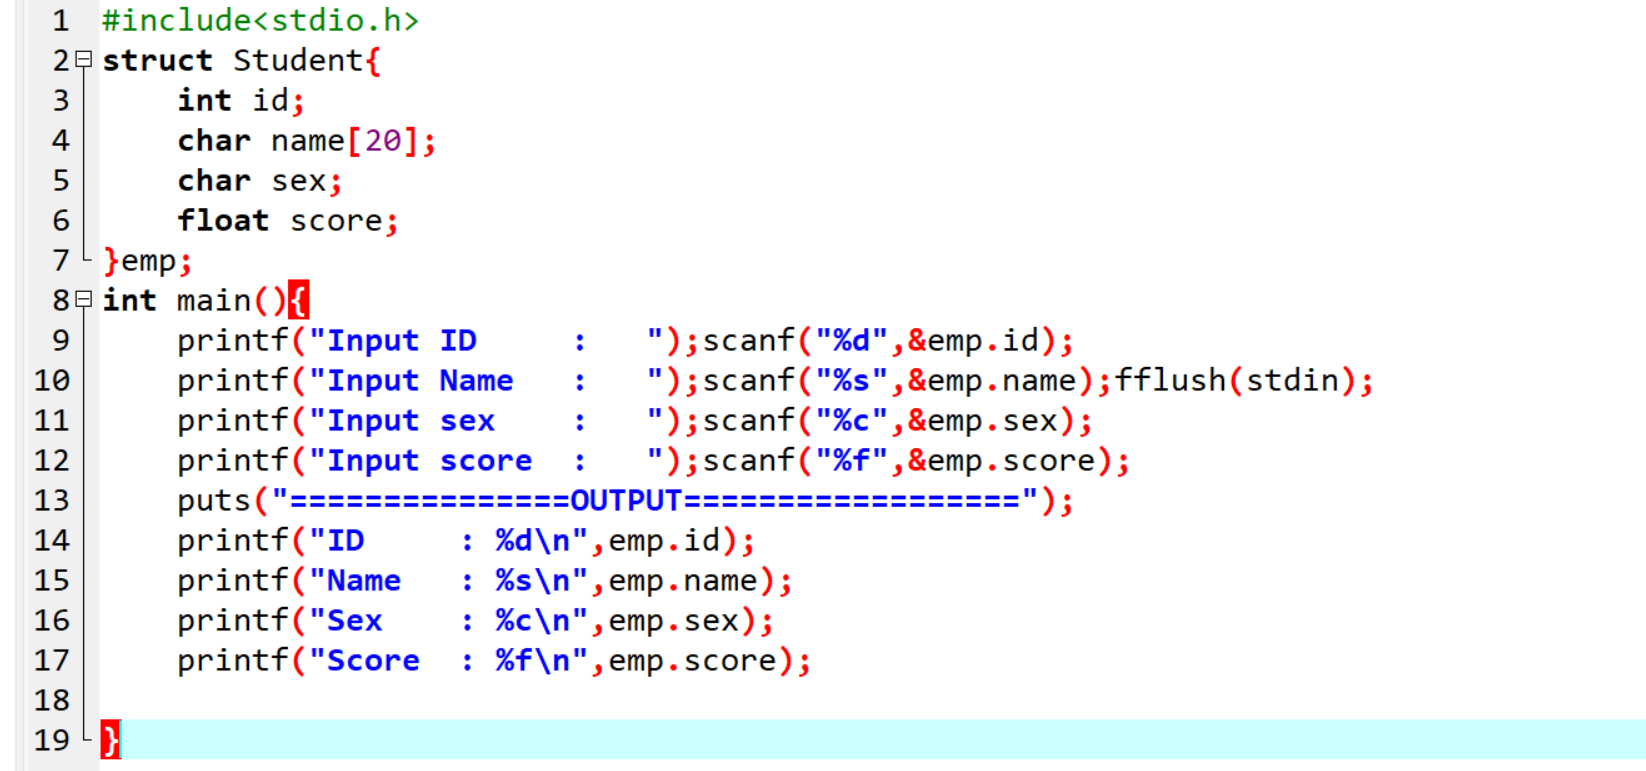 1 #include<stdio.h>
2 struct Student{
3     int id;
4     char name[20];
5     char sex;
6     float score;
7 }emp;
8 int main(){
9     printf("Input ID     :   ");scanf("%d",&emp.id);
10     printf("Input Name   :   ");scanf("%s",&emp.name);fflush(stdin);
11     printf("Input sex    :   ");scanf("%c",&emp.sex);
12     printf("Input score  :   ");scanf("%f",&emp.score);
13     puts("===============OUTPUT==================");
14     printf("ID     : %d\n",emp.id);
15     printf("Name   : %s\n",emp.name);
16     printf("Sex    : %c\n",emp.sex);
17     printf("Score  : %f\n",emp.score);
18
19 }